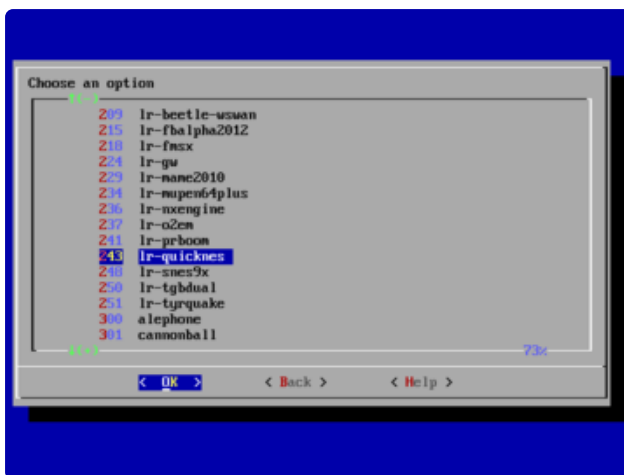 Choose an option
↑(-)
209 lr-beetle-wswan
215 lr-fbalpha2012
218 lr-fmsx
224 lr-gw
229 lr-mame2010
234 lr-mupen64plus
236 lr-nxengine
237 lr-o2em
241 lr-prboom
243 lr-quicknes
248 lr-snes9x
250 lr-tgbdual
251 lr-tyrquake
300 alephone
301 cannonball
↓(+) 73%
< OK > < Back > < Help >